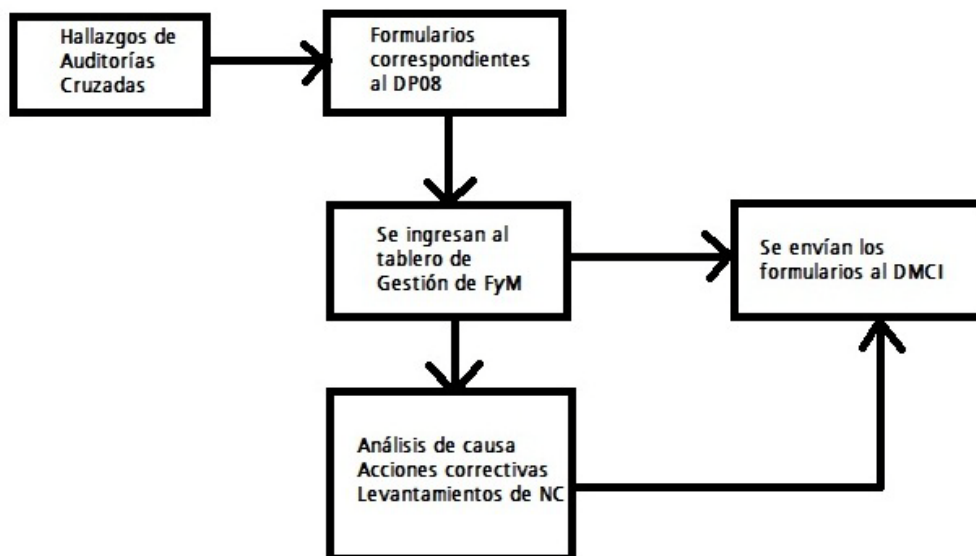 Hallazgos de
Auditorías
Cruzadas
Formularios
correspondientes
al DP08
Se ingresan al
tablero de
Gestión de FyM
Se envían los
formularios al DMCI
Análisis de causa
Acciones correctivas
Levantamientos de NC